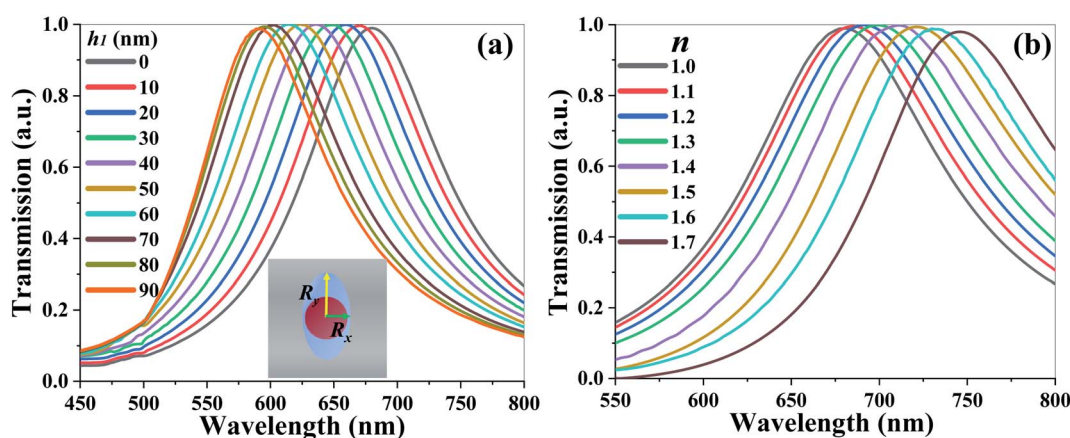 Transmission (a.u.)
1.0
0.8
0.6
0.4
0.2
0.0
h1 (nm)
0
10
20
30
40
50
60
70
80
90
(a)
Ry
Rx
450 500 550 600 650 700 750 800
Wavelength (nm)
Transmission (a.u.)
1.0
0.8
0.6
0.4
0.2
0.0
n
1.0
1.1
1.2
1.3
1.4
1.5
1.6
1.7
(b)
550 600 650 700 750 800
Wavelength (nm)